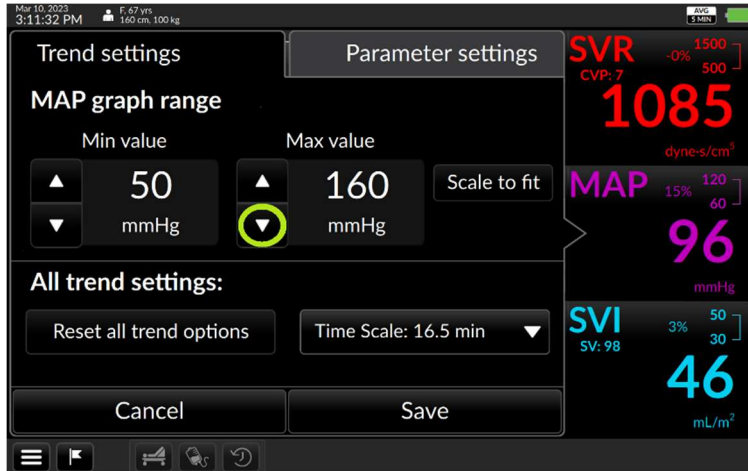 Mar 10, 2023
3:11:32 PM
F, 67 yrs
160 cm, 100 kg
AVG
5 MIN
Trend settings
Parameter settings
MAP graph range
Min value
Max value
50
mmHg
160
mmHg
Scale to fit
All trend settings:
Reset all trend options
Time Scale: 16.5 min
Cancel
Save
SVR
CVP: 7
-0%
1500
500
1085
dyne·s/cm⁵
MAP
15%
120
60
96
mmHg
SVI
SV: 98
3%
50
30
46
mL/m²